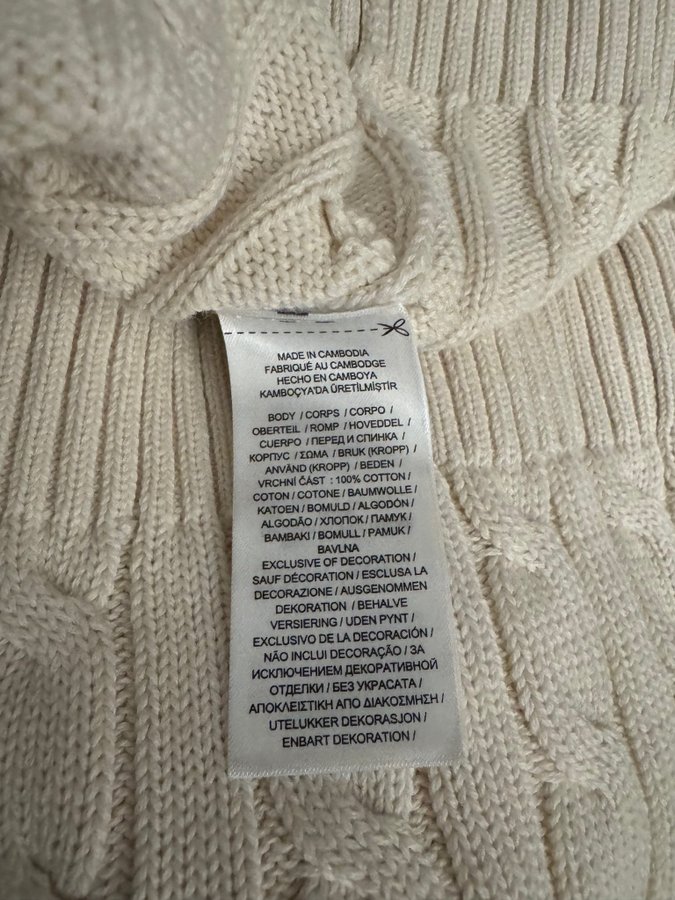 MADE IN CAMBODIA
FABRIQUÉ AU CAMBODGE
HECHO EN CAMBOYA
KAMBOÇYA'DA ÜRETİLMİŞTİR
BODY / CORPS / CORPO /
OBERTEIL / ROMP / HOVEDDEL /
CUERPO / ПЕРЕД И СПИНКА /
КОРПУС / ΣΩΜΑ / BRUK (KROPP) /
ANVÄND (KROPP) / BEDEN /
VRCHNÍ ČÁST : 100% COTTON /
COTON / COTONE / BAUMWOLLE /
KATOEN / BOMULD / ALGODÓN /
ALGODÃO / ХЛОПОК / ПАМУК /
BAMBAKI / BOMULL / PAMUK /
BAVLNA
EXCLUSIVE OF DECORATION /
SAUF DÉCORATION / ESCLUSA LA
DECORAZIONE / AUSGENOMMEN
DEKORATION / BEHALVE
VERSIERING / UDEN PYNT /
EXCLUSIVO DE LA DECORACIÓN /
NÃO INCLUI DECORAÇÃO / ЗА
ИСКЛЮЧЕНИЕМ ДЕКОРАТИВНОЙ
ОТДЕЛКИ / БЕЗ УКРАСАТА /
ΑΠΟΚΛΕΙΣΤΙΚΗ ΑΠΟ ΔΙΑΚΟΣΜΗΣΗ /
UTELUKKER DEKORASJON /
ENBART DEKORATION /